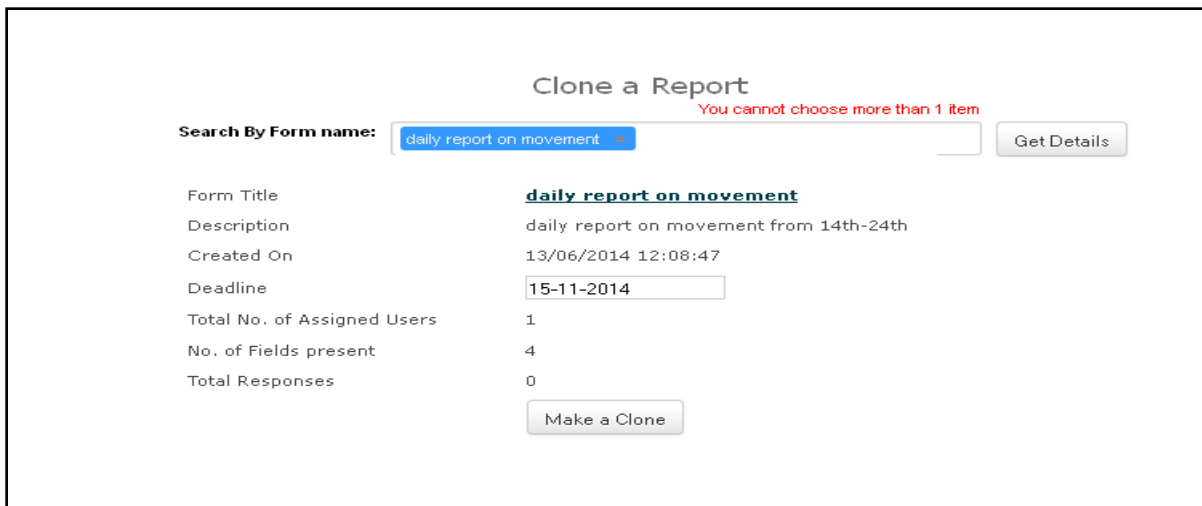 Clone a Report
You cannot choose more than 1 item
Search By Form name: daily report on movement × Get Details
Form Title daily report on movement
Description daily report on movement from 14th-24th
Created On 13/06/2014 12:08:47
Deadline 15-11-2014
Total No. of Assigned Users 1
No. of Fields present 4
Total Responses 0
Make a Clone